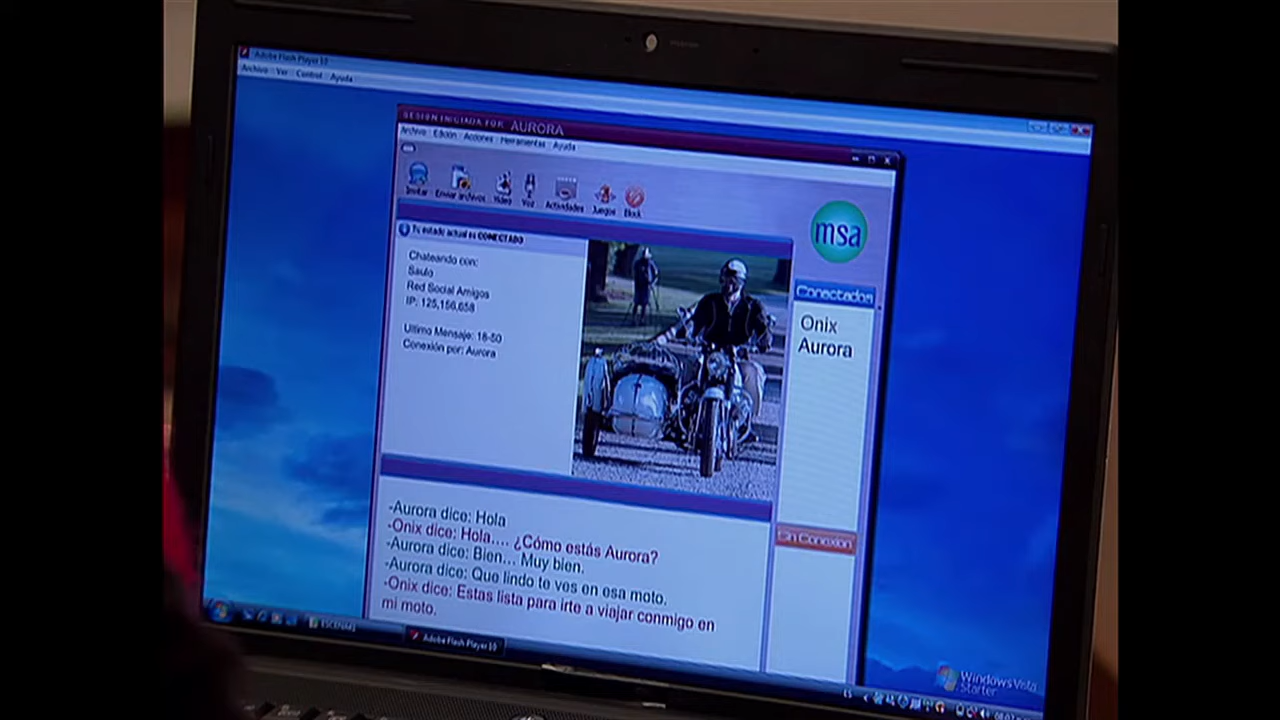 Adobe Flash Player 10
Archivo Ver Control Ayuda
SESION INICIADA POR: AURORA
Archivo Edición Acciones Herramientas Ayuda
Invitar Enviar archivos Video Voz Actividades Juegos Block
msa
Tu estado actual es CONECTADO
Chateando con:
Saulo
Red Social Amigos
IP: 125,156,658
Ultimo Mensaje: 18-50
Conexión por: Aurora
Conectados
Onix
Aurora
Sin Conexion
-Aurora dice: Hola
-Onix dice: Hola.... ¿Cómo estás Aurora?
-Aurora dice: Bien... Muy bien.
-Aurora dice: Que lindo te ves en esa moto.
-Onix dice: Estas lista para irte a viajar conmigo en
mi moto.
Adobe Flash Player 10
Windows Vista
Starter
ES